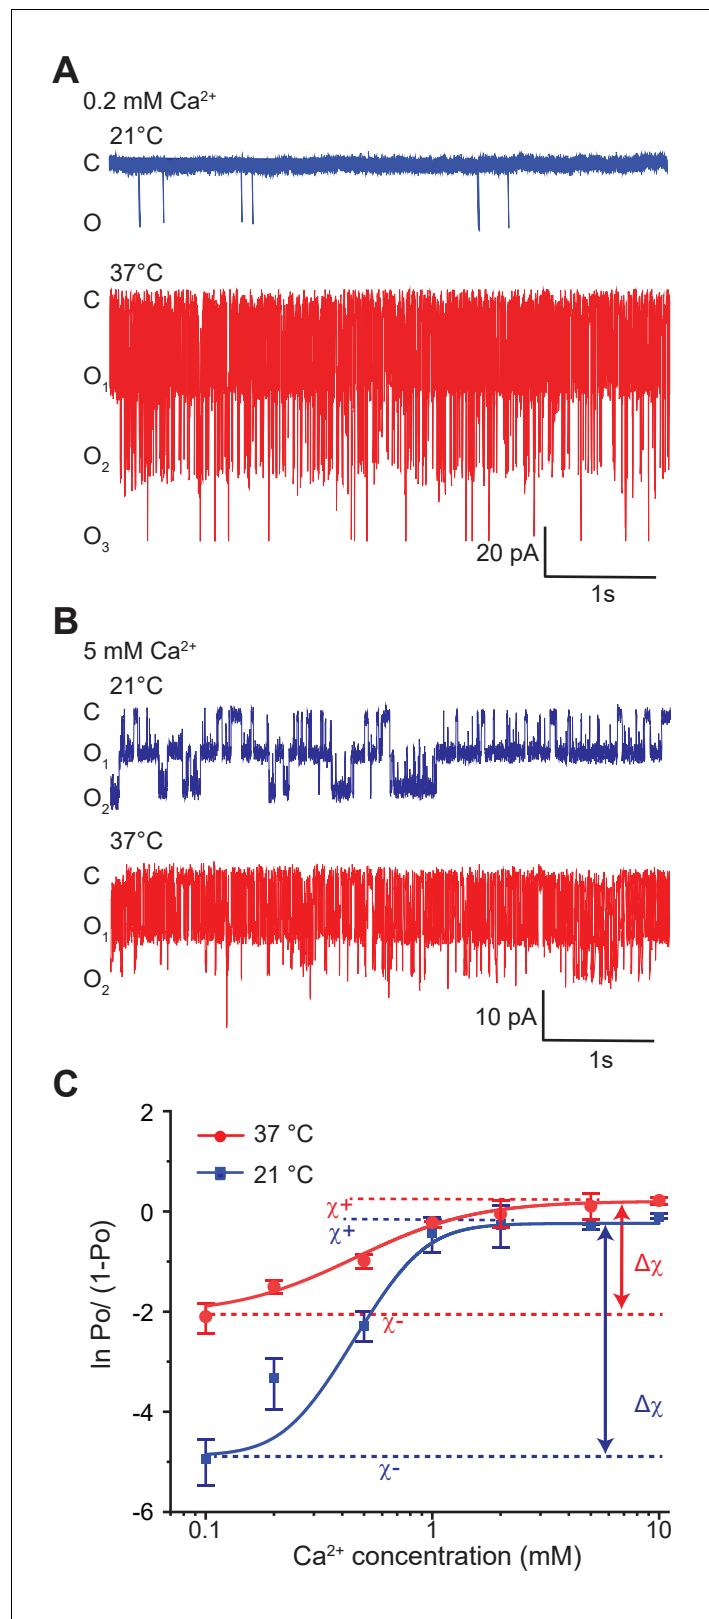 A
0.2 mM Ca²⁺
21°C
C
O
37°C
C
O₁
O₂
O₃
20 pA
1s
B
5 mM Ca²⁺
21°C
C
O₁
O₂
37°C
C
O₁
O₂
10 pA
1s
C
2
37 °C
21 °C
0
χ+
χ+
Δχ
-2
χ-
ln Po/ (1-Po)
-4
Δχ
χ-
-6
0.1 1 10
Ca²⁺ concentration (mM)